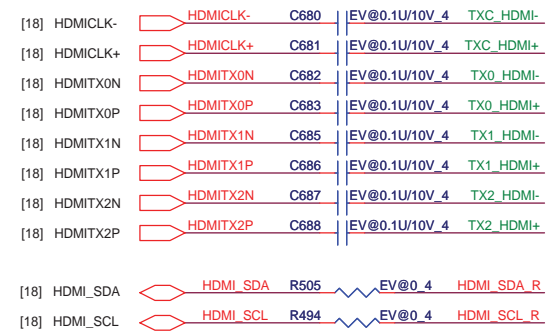 [18] HDMICLK- HDMICLK- C680 EV@0.1U/10V_4 TXC_HDMI-
[18] HDMICLK+ HDMICLK+ C681 EV@0.1U/10V_4 TXC_HDMI+
[18] HDMITX0N HDMITX0N C682 EV@0.1U/10V_4 TX0_HDMI-
[18] HDMITX0P HDMITX0P C683 EV@0.1U/10V_4 TX0_HDMI+
[18] HDMITX1N HDMITX1N C685 EV@0.1U/10V_4 TX1_HDMI-
[18] HDMITX1P HDMITX1P C686 EV@0.1U/10V_4 TX1_HDMI+
[18] HDMITX2N HDMITX2N C687 EV@0.1U/10V_4 TX2_HDMI-
[18] HDMITX2P HDMITX2P C688 EV@0.1U/10V_4 TX2_HDMI+
[18] HDMI_SDA HDMI_SDA R505 EV@0_4 HDMI_SDA_R
[18] HDMI_SCL HDMI_SCL R494 EV@0_4 HDMI_SCL_R